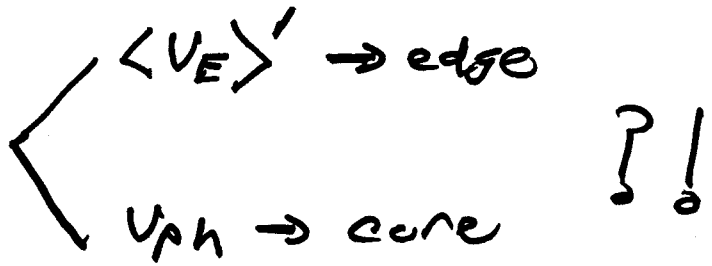 <V_E>' → edge
?!
V_ph → core